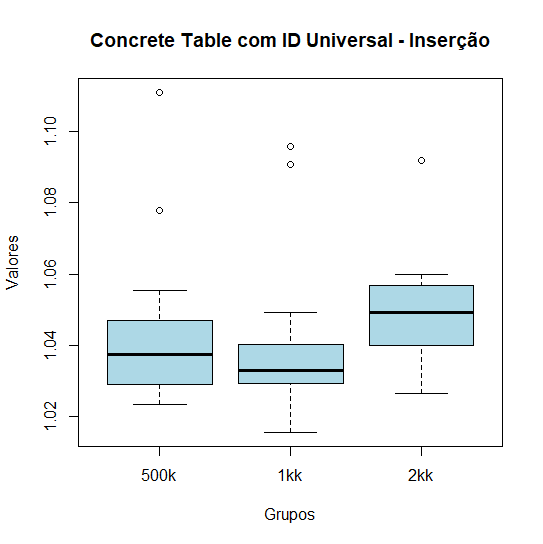 Concrete Table com ID Universal - Inserção
Valores
1.10
1.08
1.06
1.04
1.02
500k
1kk
2kk
Grupos